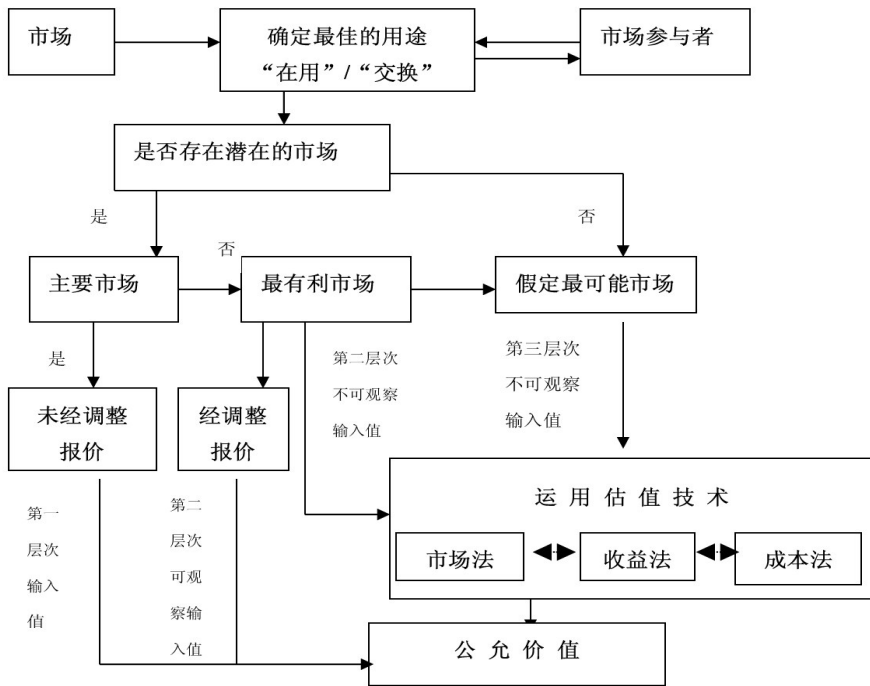 市场
确定最佳的用途
“在用”/“交换”
市场参与者
是否存在潜在的市场
是
否
否
主要市场
最有利市场
假定最可能市场
是
第二层次
不可观察
输入值
第三层次
不可观察
输入值
未经调整
报价
经调整
报价
第一
层次
输入
值
第二
层次
可观
察输
入值
运用估值技术
市场法
收益法
成本法
公允价值